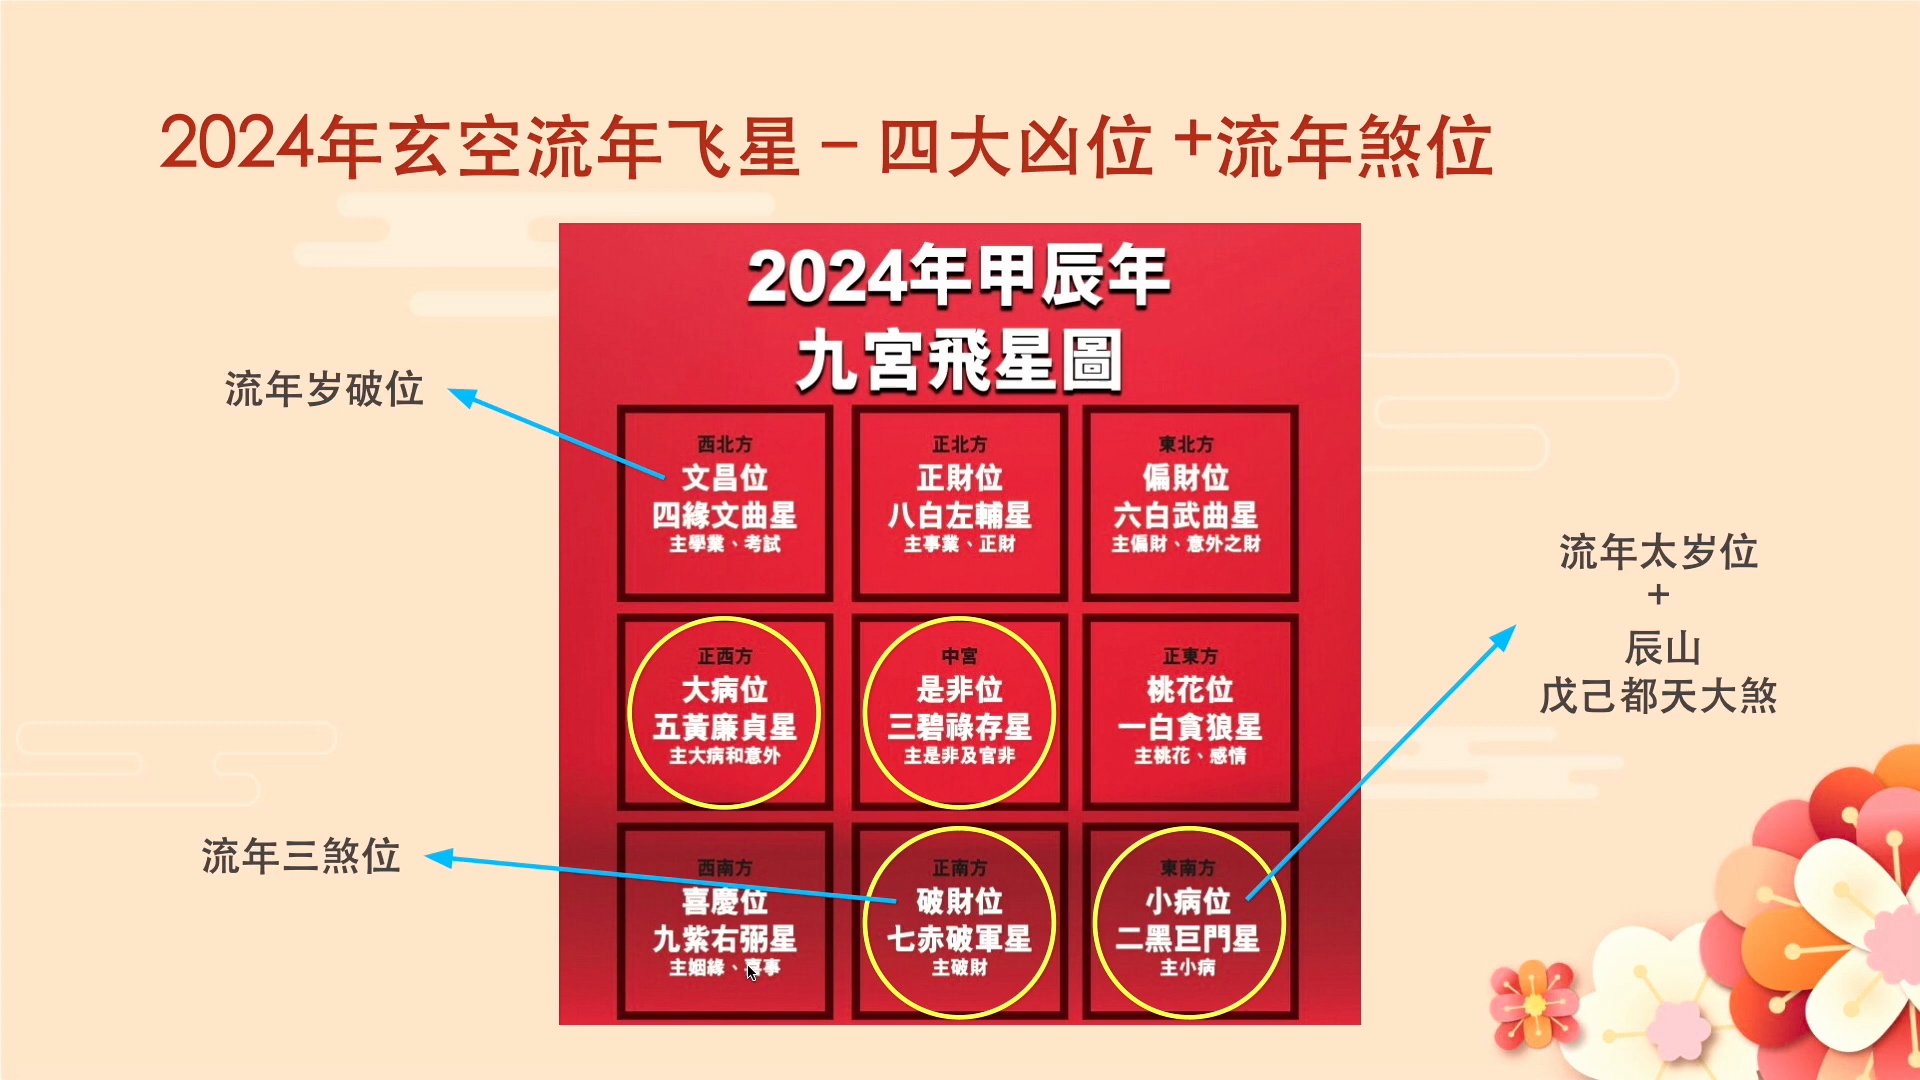 2024年玄空流年飞星 – 四大凶位 +流年煞位
2024年甲辰年
九宮飛星圖
流年岁破位
西北方
文昌位
四緣文曲星
主學業、考試
正北方
正財位
八白左輔星
主事業、正財
東北方
偏財位
六白武曲星
主偏財、意外之財
正西方
大病位
五黃廉貞星
主大病和意外
中宮
是非位
三碧祿存星
主是非及官非
正東方
桃花位
一白貪狼星
主桃花、感情
流年太岁位
+
辰山
戊己都天大煞
流年三煞位
西南方
喜慶位
九紫右弼星
主姻緣、喜事
正南方
破財位
七赤破軍星
主破財
東南方
小病位
二黑巨門星
主小病